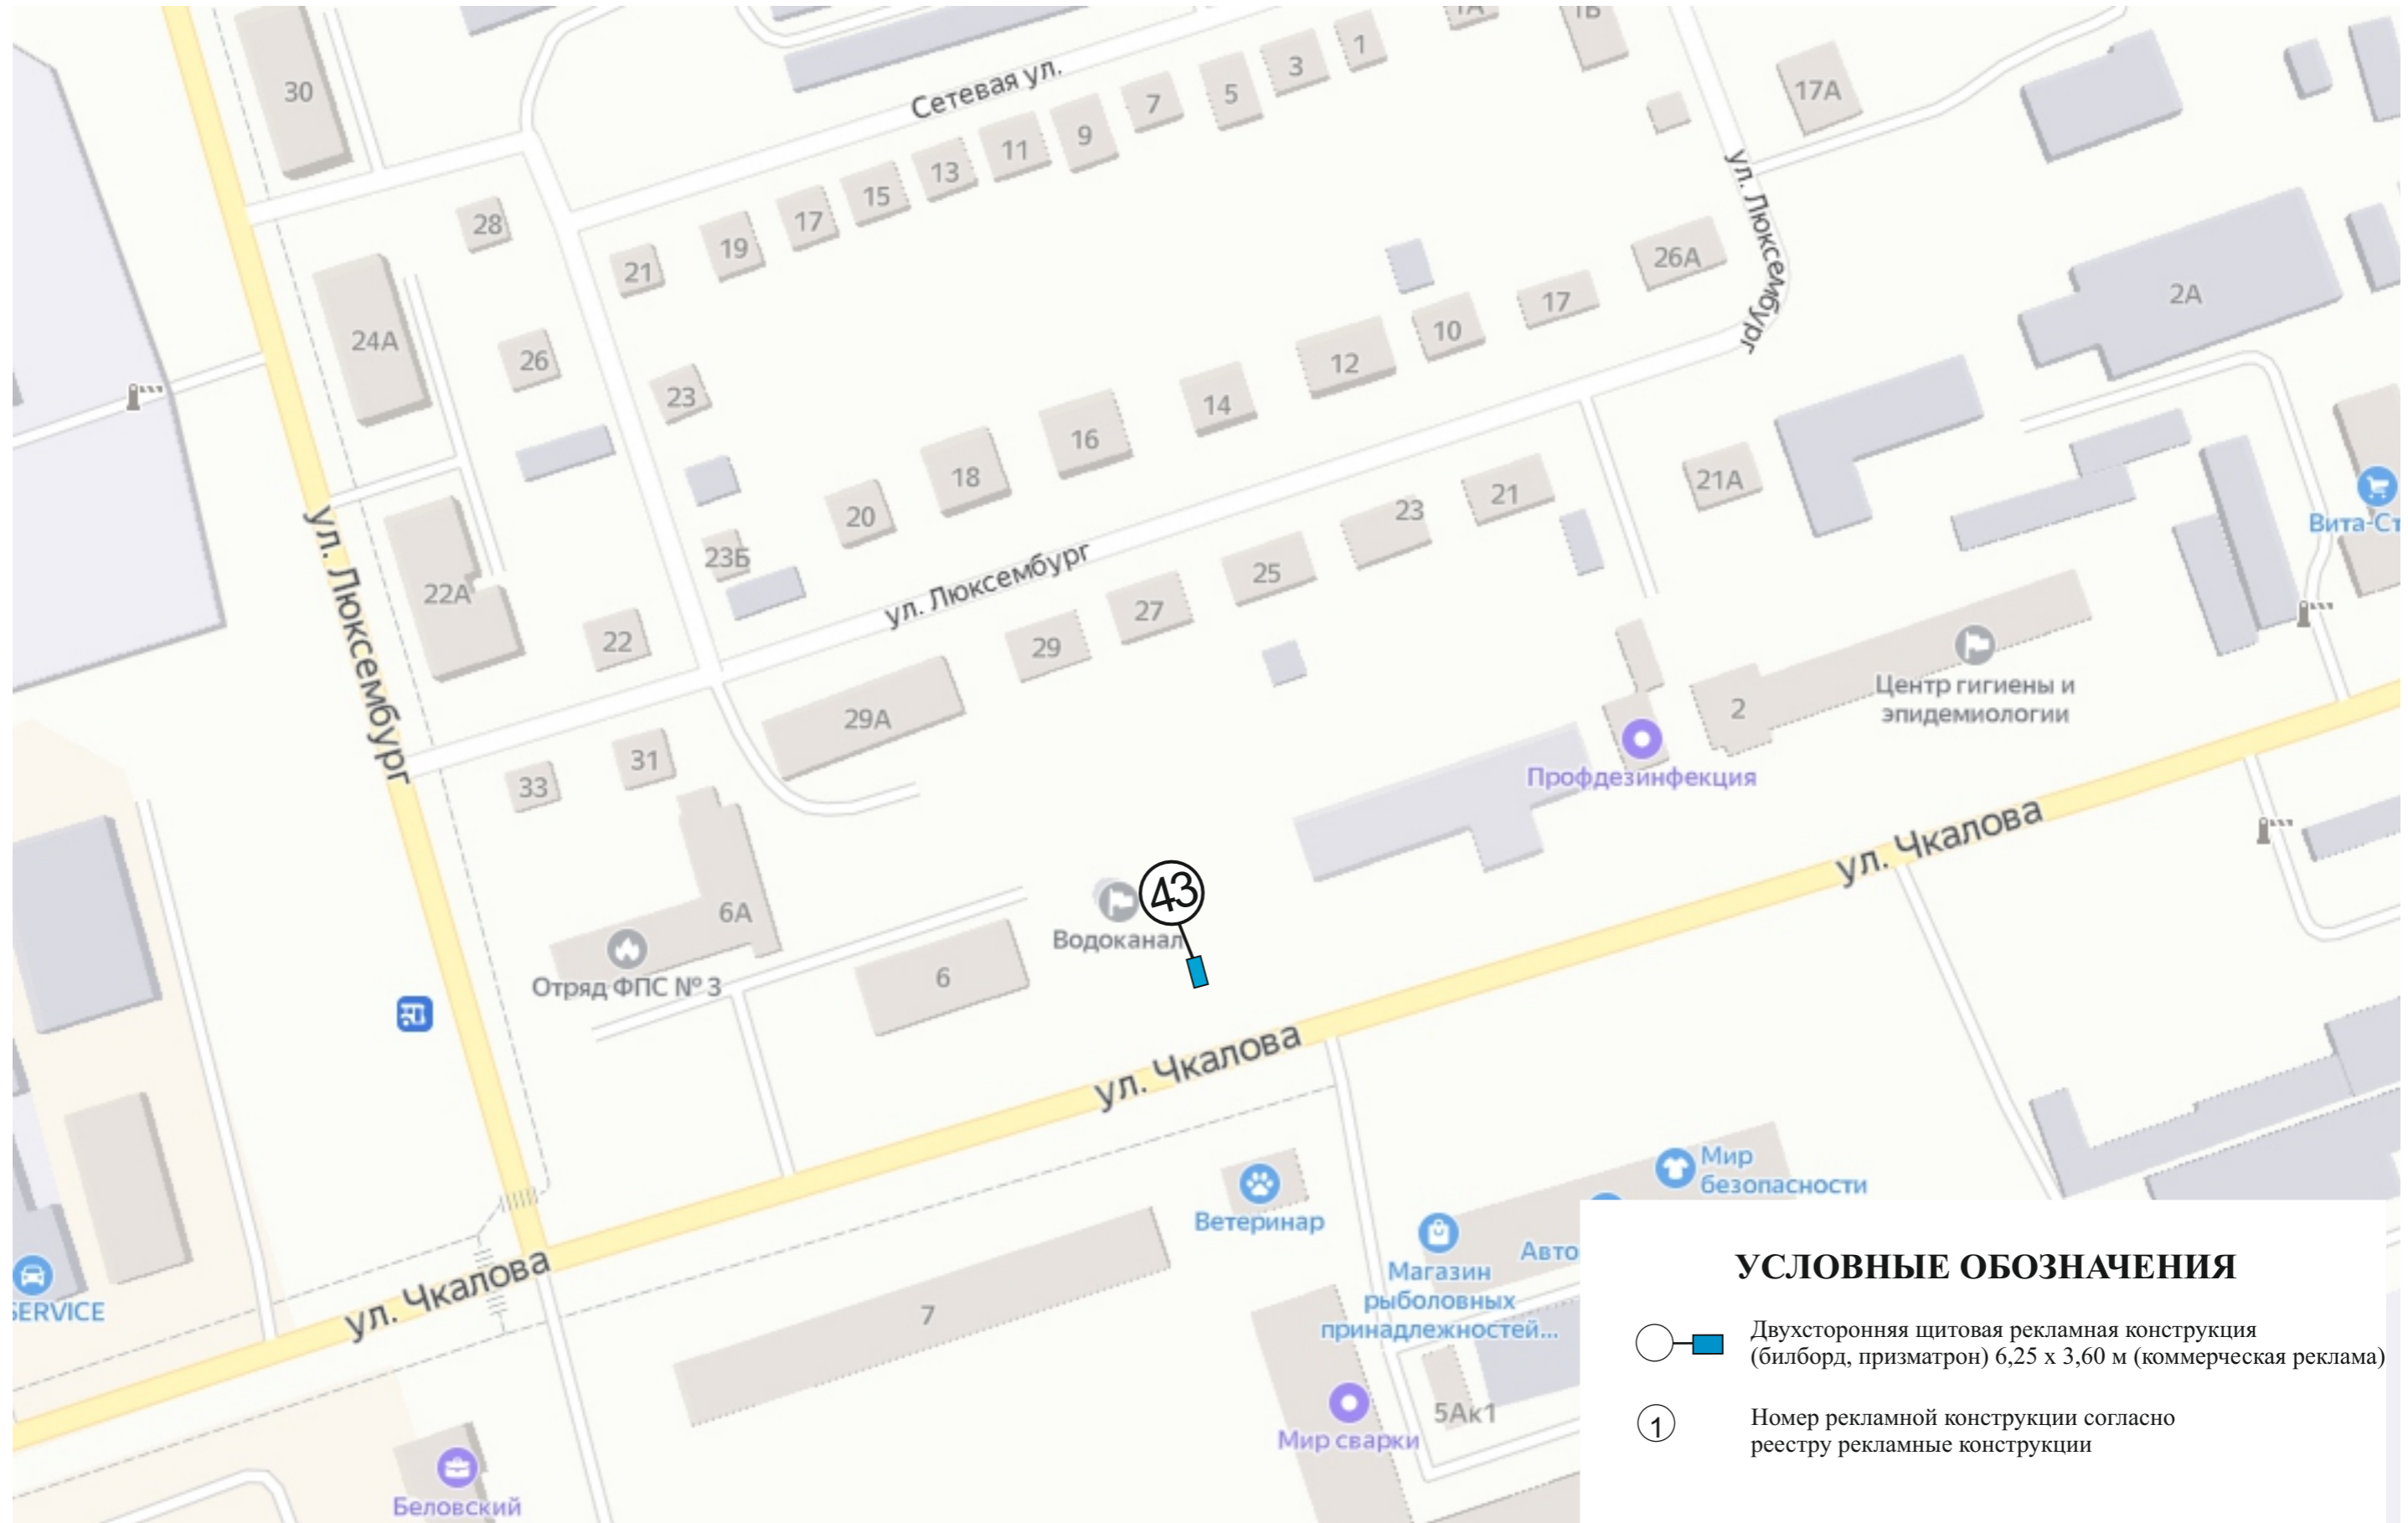 1А
1Б
30
Сетевая ул.
1
3
5
7
9
11
13
15
17
19
21
17А
28
ул. Люксембург
26А
2А
24А
26
23
17
10
12
14
16
18
20
21А
21
23
25
27
29
Вита-Ст
23Б
ул. Люксембург
22А
22
ул. Люксембург
29А
31
33
2
Центр гигиены и
эпидемиологии
Профдезинфекция
ул. Чкалова
6А
Отряд ФПС № 3
6
43
Водоканал
ул. Чкалова
Ветеринар
Мир
безопасности
Авто
Магазин
рыболовных
принадлежностей...
SERVICE
ул. Чкалова
7
5Ак1
Мир сварки
Беловский
УСЛОВНЫЕ ОБОЗНАЧЕНИЯ
Двухсторонняя щитовая рекламная конструкция
(билборд, призматрон) 6,25 х 3,60 м (коммерческая реклама)
1
Номер рекламной конструкции согласно
реестру рекламные конструкции